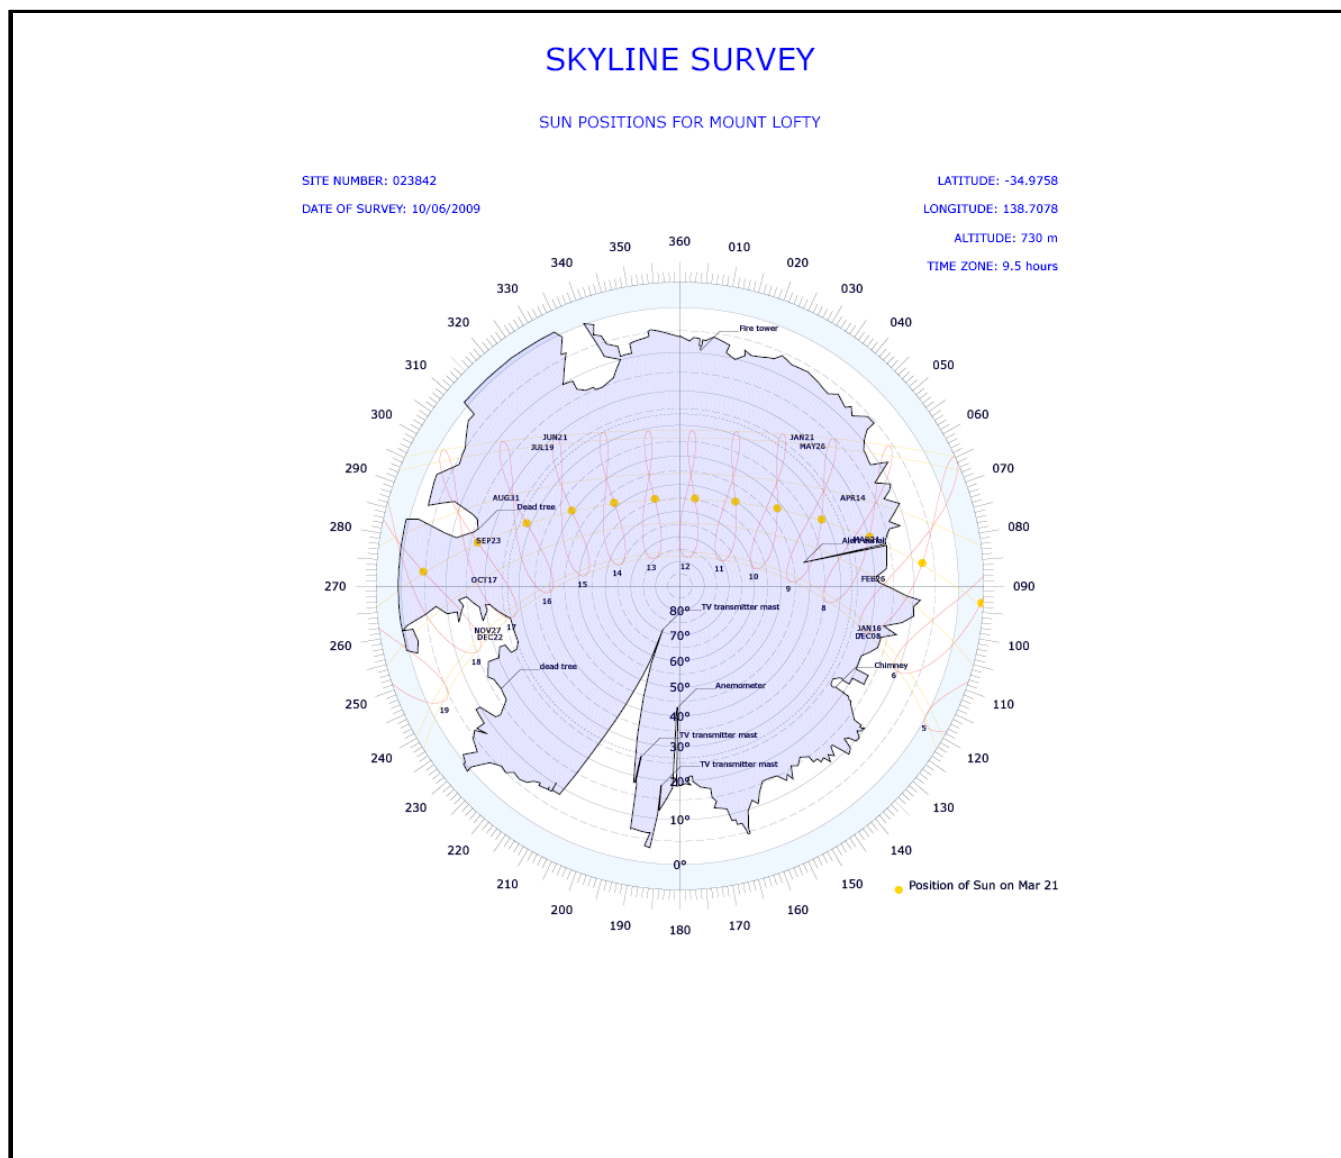 SKYLINE SURVEY
SUN POSITIONS FOR MOUNT LOFTY
SITE NUMBER: 023842
LATITUDE: -34.9758
DATE OF SURVEY: 10/06/2009
LONGITUDE: 138.7078
ALTITUDE: 730 m
TIME ZONE: 9.5 hours
360
350
010
340
020
330
030
320
040
310
050
300
060
290
070
280
080
270
090
260
100
250
110
240
120
230
130
220
140
210
150
200
160
190
170
180
Fire tower
JUN21
JAN21
JUL19
MAY26
AUG31
APR14
Dead tree
SEP23
OCT17
FEB26
NOV27
JAN16
DEC22
DEC08
12
13
11
14
10
15
9
16
8
17
18
6
19
5
TV transmitter mast
80°
70°
60°
50°
40°
30°
20°
10°
0°
Chimney
dead tree
Anemometer
TV transmitter mast
TV transmitter mast
Position of Sun on Mar 21